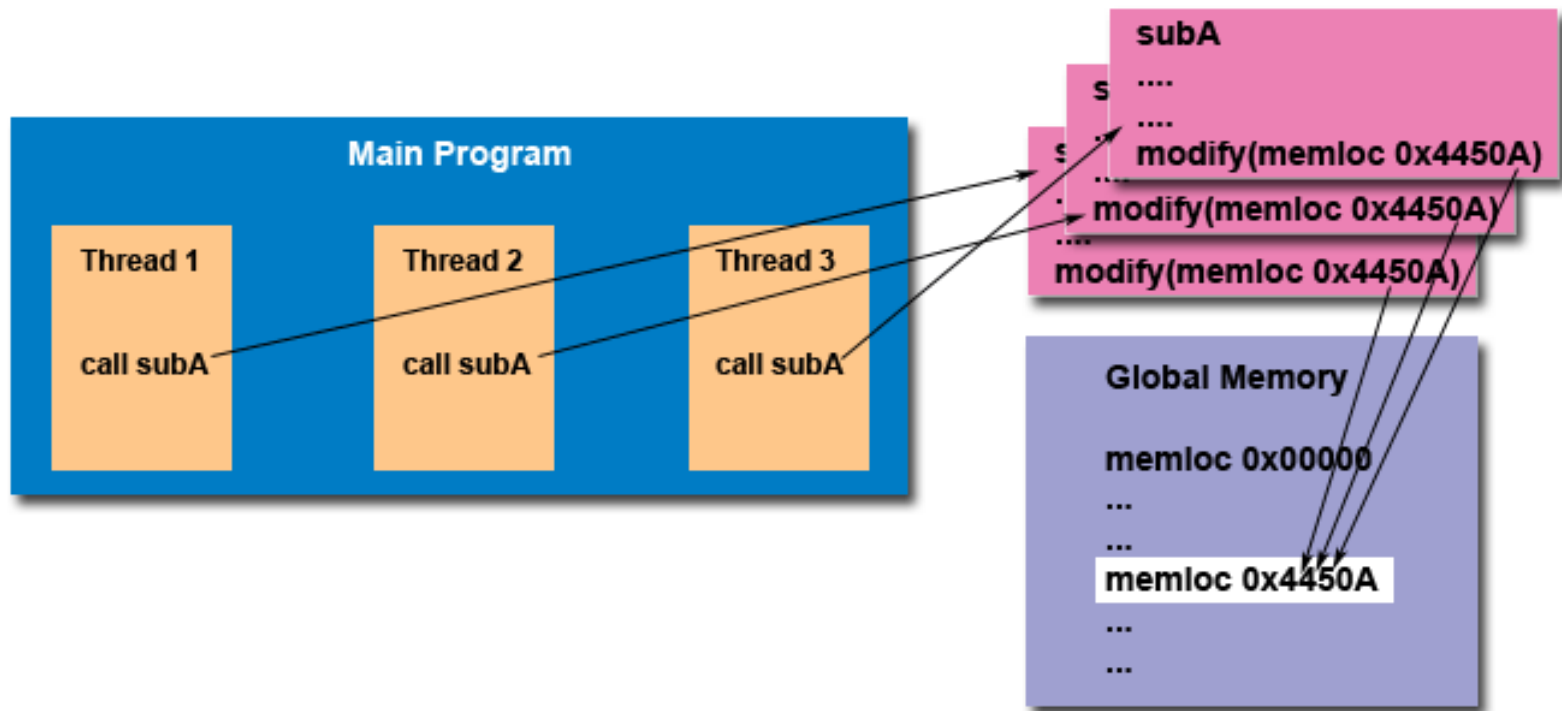 Main Program
Thread 1
call subA
Thread 2
call subA
Thread 3
call subA
subA
....
....
modify(memloc 0x4450A)
s
..
....
modify(memloc 0x4450A)
s
.
.
....
modify(memloc 0x4450A)
Global Memory
memloc 0x00000
...
...
memloc 0x4450A
...
...